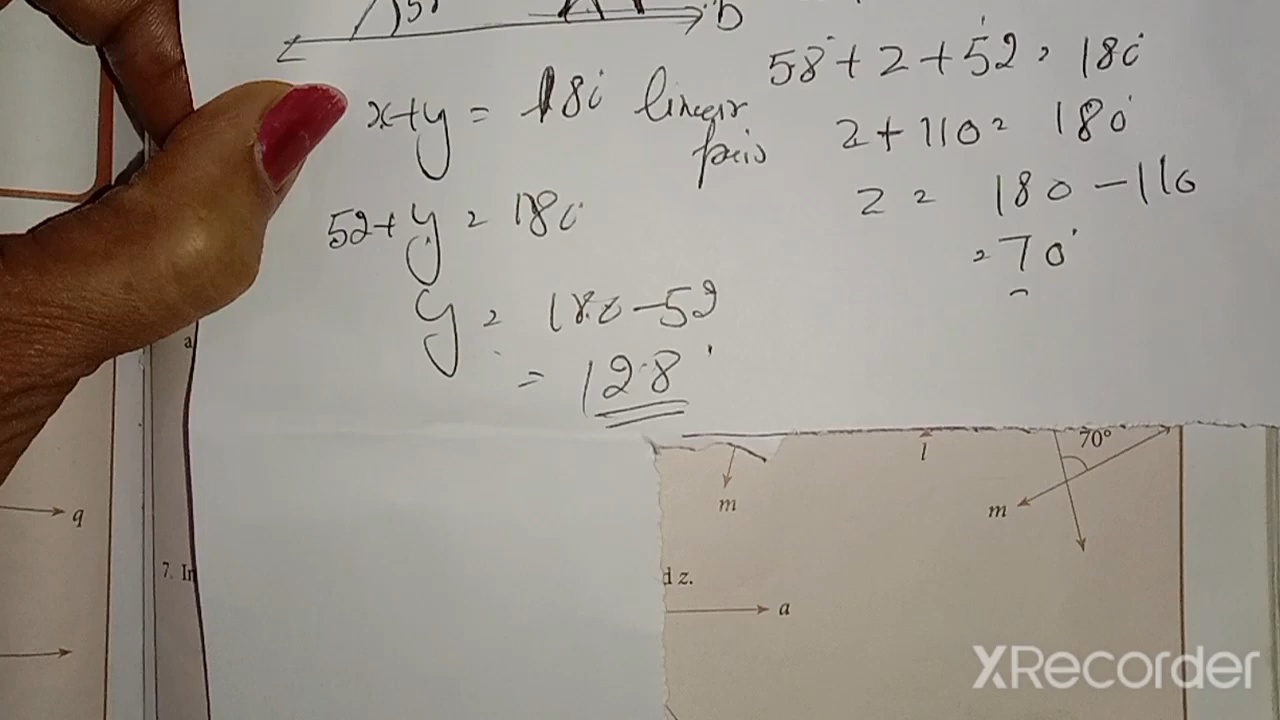 58° b
x+y = 180° linear pair
52+y = 180
y = 180-52
= 128°
58°+z+52 = 180°
z+110 = 180°
z = 180-110
= 70°
a
q
70°
l
m
m
7. In
d z.
a
XRecorder